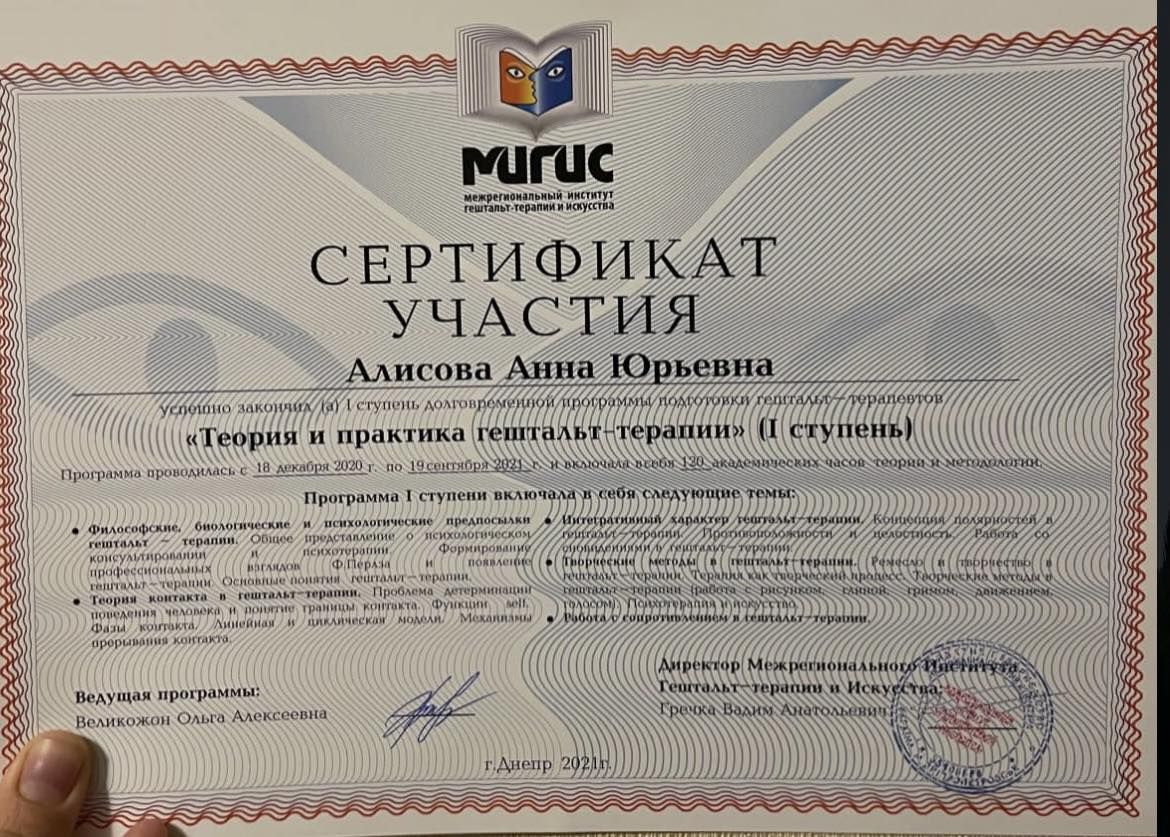 МИГИС
межрегиональный институт
гештальт-терапии и искусства
СЕРТИФИКАТ
УЧАСТИЯ
Алисова Анна Юрьевна
успешно закончил (а) I ступень долговременной программы подготовки гештальт-терапевтов
«Теория и практика гештальт-терапии» (I ступень)
Программа проводилась с 18 декабря 2020 г. по 19 сентября 2021 г. и включала в себя 120 академических часов теории и методологии.
Программа I ступени включала в себя следующие темы:
• Философские, биологические и психологические предпосылки
гештальт – терапии. Общее представление о психологическом
консультировании и психотерапии. Формирование
профессиональных взглядов Ф.Перлза и появление
гештальт-терапии. Основные понятия гештальт-терапии.
• Теория контакта в гештальт-терапии. Проблема детерминации
поведения человека и понятие границы контакта. Функции self.
Фазы контакта. Линейная и циклическая модели. Механизмы
прерывания контакта.
• Интегративный характер гештальт-терапии. Концепция полярностей в
гештальт-терапии. Противоположности и целостность. Работа со
сновидениями в гештальт-терапии.
• Творческие методы в гештальт-терапии. Ремесло и творчество в
гештальт-терапии. Терапия как творческий процесс. Творческие методы в
гештальт-терапии (работа с рисунком, глиной, гримом, движением,
голосом). Психотерапия и искусство.
• Работа с сопротивлением в гештальт-терапии.
Ведущая программы:
Великожон Ольга Алексеевна
Директор Межрегионального Института
Гештальт-терапии и Искусства:
Гречка Вадим Анатольевич
г.Днепр 2021г.